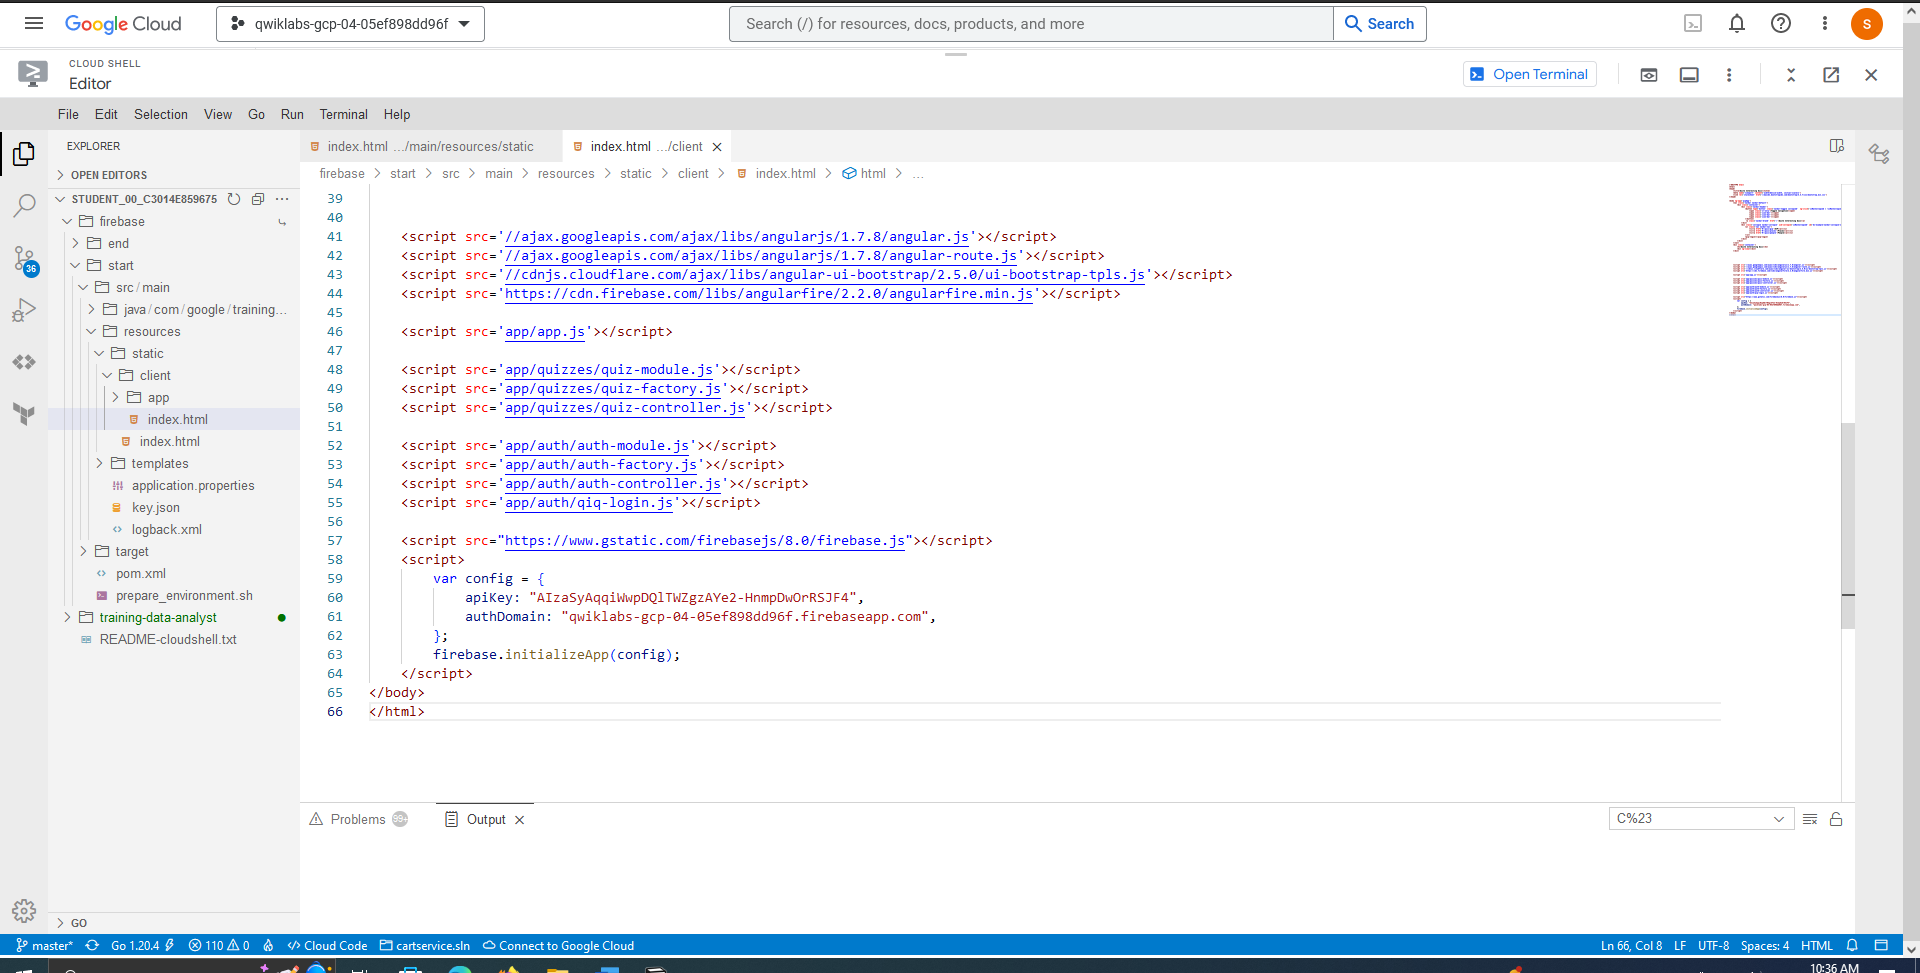 Google Cloud
qwiklabs-gcp-04-05ef898dd96f
Search (/) for resources, docs, products, and more
Search
S
CLOUD SHELL
Editor
Open Terminal
File Edit Selection View Go Run Terminal Help
EXPLORER
OPEN EDITORS
STUDENT_00_C3014E859675
firebase
end
start
src/main
java/com/google/training...
resources
static
client
app
index.html
index.html
templates
application.properties
key.json
logback.xml
target
pom.xml
prepare_environment.sh
training-data-analyst
README-cloudshell.txt
GO
36
index.html .../main/resources/static
index.html .../client
firebase > start > src > main > resources > static > client > index.html > html > ...
39
40
41 <script src='//ajax.googleapis.com/ajax/libs/angularjs/1.7.8/angular.js'></script>
42 <script src='//ajax.googleapis.com/ajax/libs/angularjs/1.7.8/angular-route.js'></script>
43 <script src='//cdnjs.cloudflare.com/ajax/libs/angular-ui-bootstrap/2.5.0/ui-bootstrap-tpls.js'></script>
44 <script src='https://cdn.firebase.com/libs/angularfire/2.2.0/angularfire.min.js'></script>
45
46 <script src='app/app.js'></script>
47
48 <script src='app/quizzes/quiz-module.js'></script>
49 <script src='app/quizzes/quiz-factory.js'></script>
50 <script src='app/quizzes/quiz-controller.js'></script>
51
52 <script src='app/auth/auth-module.js'></script>
53 <script src='app/auth/auth-factory.js'></script>
54 <script src='app/auth/auth-controller.js'></script>
55 <script src='app/auth/qiq-login.js'></script>
56
57 <script src="https://www.gstatic.com/firebasejs/8.0/firebase.js"></script>
58 <script>
59 var config = {
60 apiKey: "AIzaSyAqqiWwpDQlTWZgzAYe2-HnmpDwOrRSJF4",
61 authDomain: "qwiklabs-gcp-04-05ef898dd96f.firebaseapp.com",
62 };
63 firebase.initializeApp(config);
64 </script>
65 </body>
66 </html>
Problems 99+
Output
C%23
master* Go 1.20.4 110 0 Cloud Code cartservice.sln Connect to Google Cloud
Ln 66, Col 8 LF UTF-8 Spaces: 4 HTML
10:36 AM